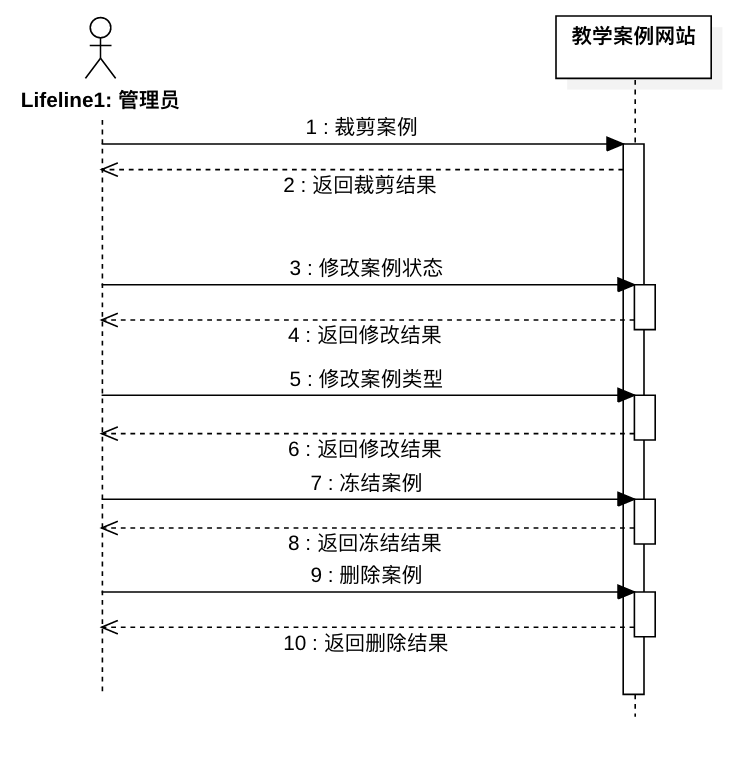 教学案例网站
Lifeline1: 管理员
1 : 裁剪案例
2 : 返回裁剪结果
3 : 修改案例状态
4 : 返回修改结果
5 : 修改案例类型
6 : 返回修改结果
7 : 冻结案例
8 : 返回冻结结果
9 : 删除案例
10 : 返回删除结果